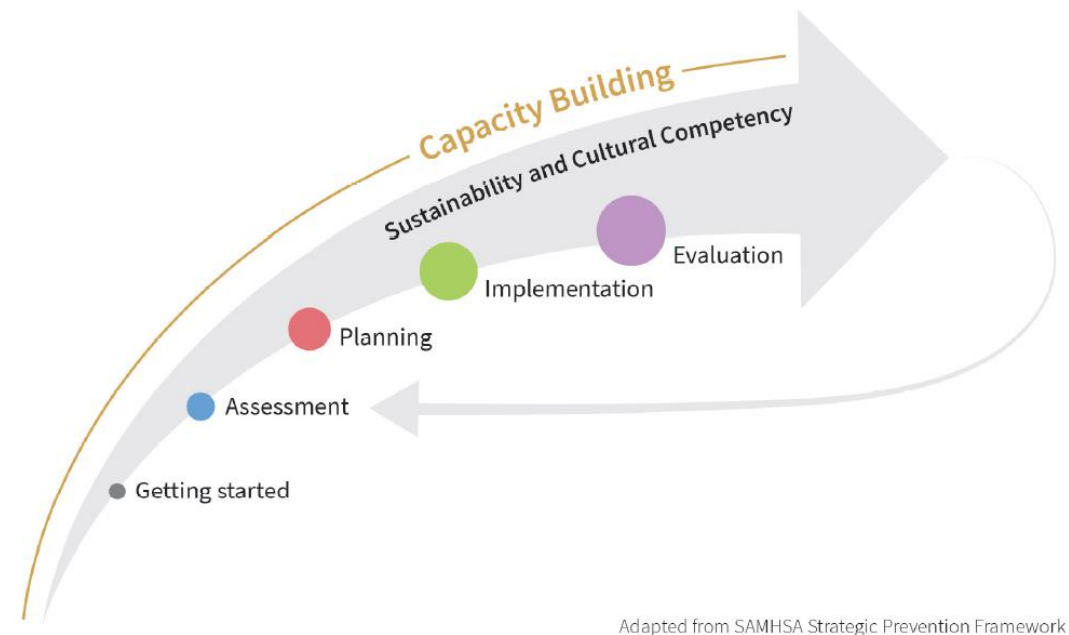 Capacity Building
Sustainability and Cultural Competency
Evaluation
Implementation
Planning
Assessment
Getting started
Adapted from SAMHSA Strategic Prevention Framework